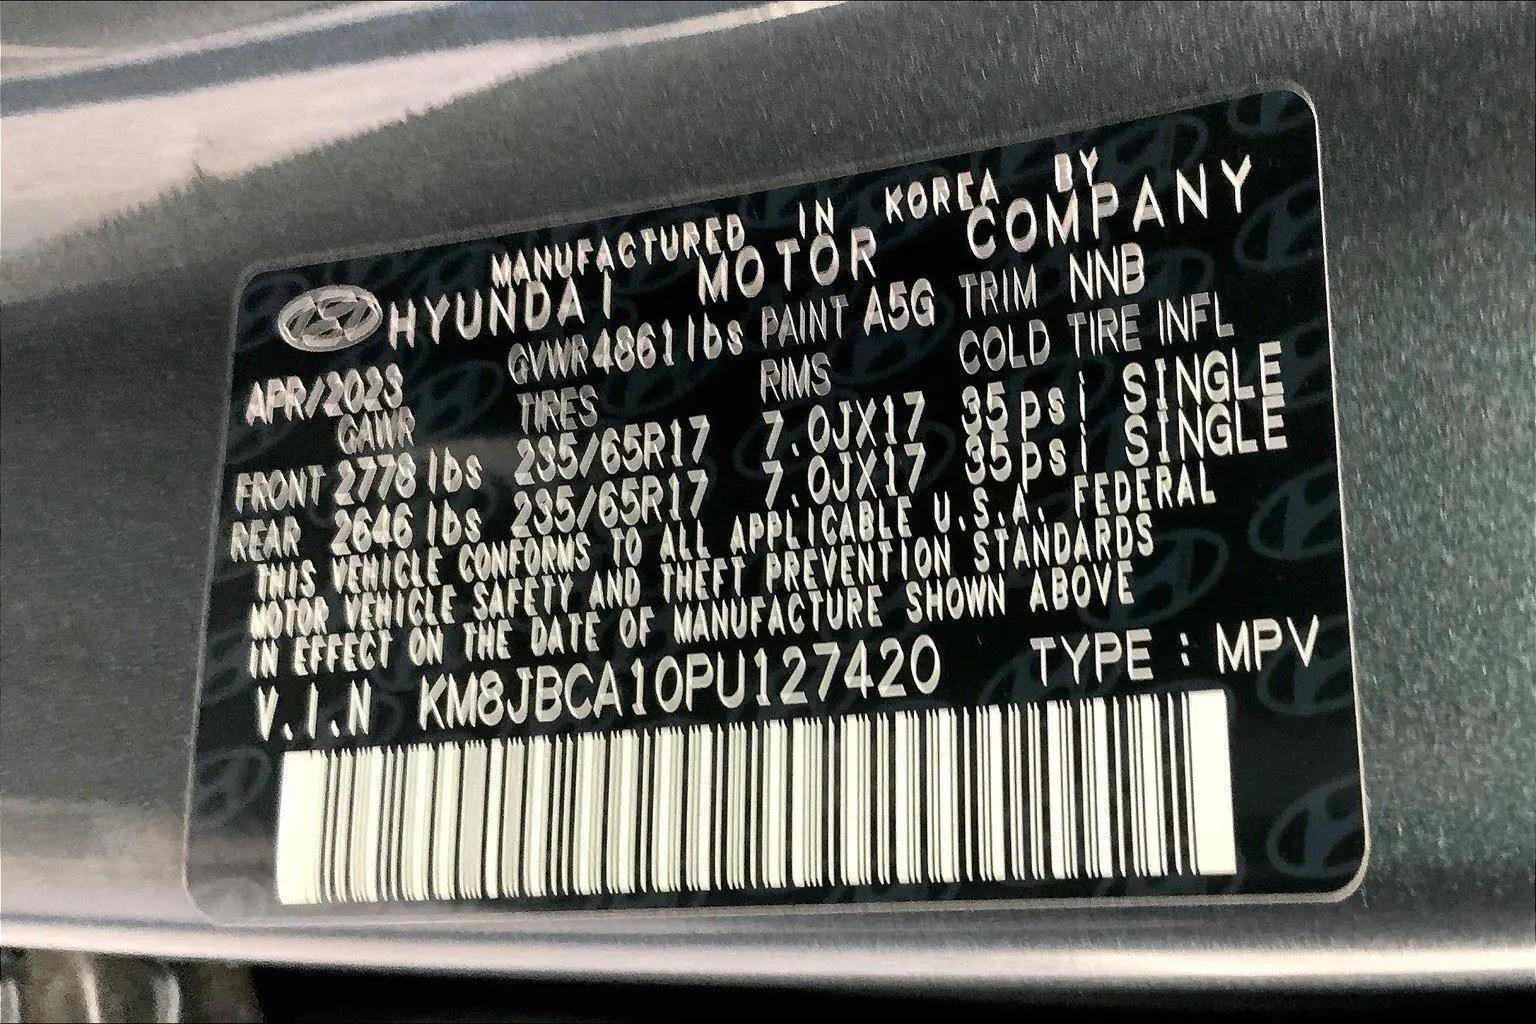 MANUFACTURED IN KOREA BY
HYUNDAI MOTOR COMPANY
APR/2023 GVWR 4861 lbs PAINT A5G TRIM NNB
GAWR TIRES RIMS COLD TIRE INFL
FRONT 2778 lbs 235/65R17 7.0JX17 35psi SINGLE
REAR 2646 lbs 235/65R17 7.0JX17 35psi SINGLE
THIS VEHICLE CONFORMS TO ALL APPLICABLE U.S.A. FEDERAL
MOTOR VEHICLE SAFETY AND THEFT PREVENTION STANDARDS
IN EFFECT ON THE DATE OF MANUFACTURE SHOWN ABOVE
V.I.N KM8JBCA10PU127420 TYPE : MPV